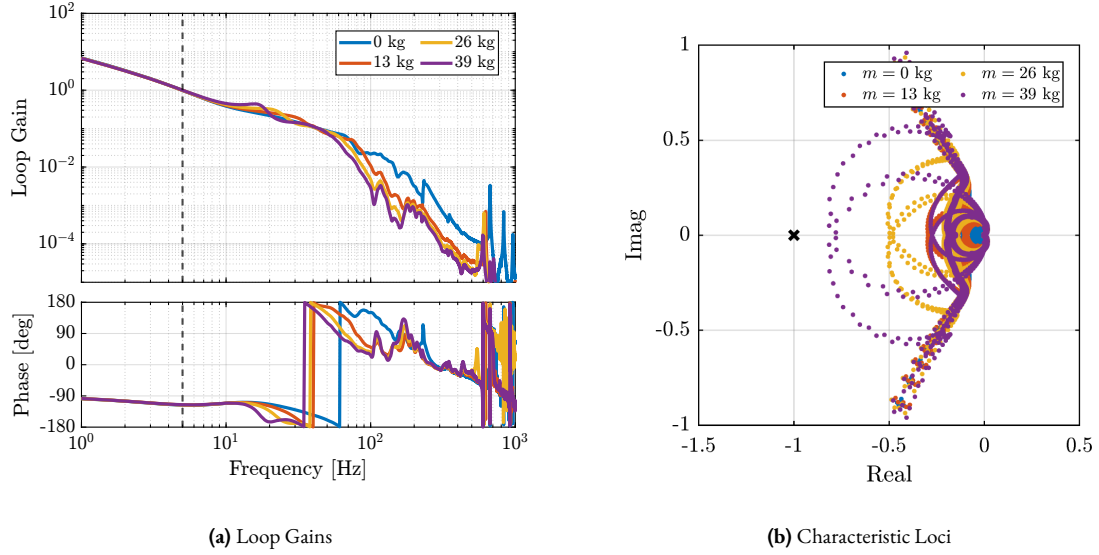 10^2
10^0
10^-2
10^-4
Loop Gain
0 kg
13 kg
26 kg
39 kg
180
90
0
-90
-180
Phase [deg]
10^0
10^1
10^2
10^3
Frequency [Hz]
(a) Loop Gains
1
0.5
0
-0.5
-1
Imag
m = 0 kg
m = 13 kg
m = 26 kg
m = 39 kg
-1.5
-1
-0.5
0
0.5
Real
(b) Characteristic Loci